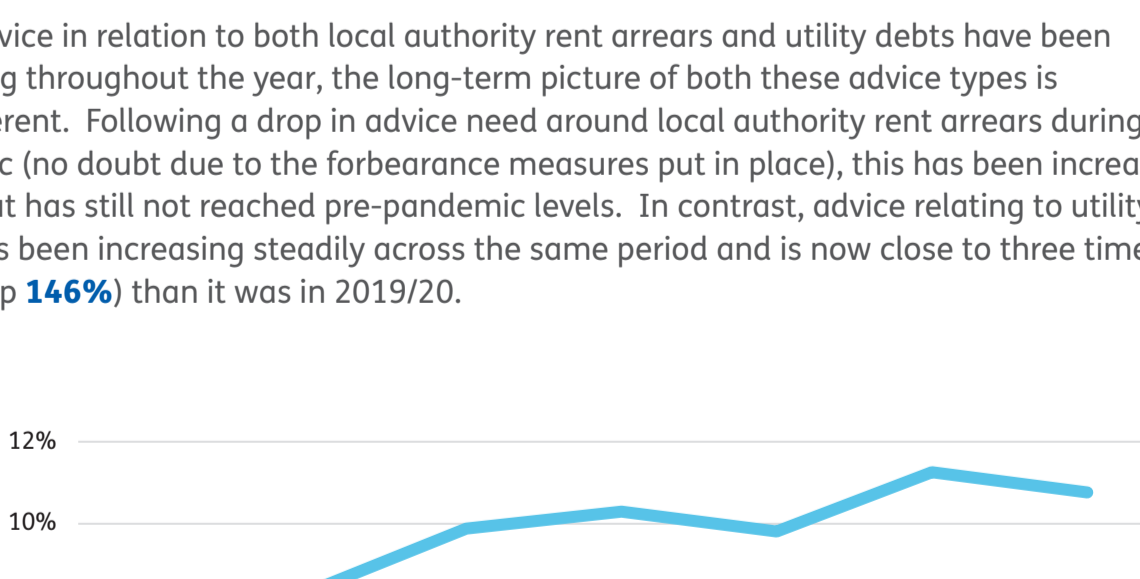 vice in relation to both local authority rent arrears and utility debts have been
g throughout the year, the long-term picture of both these advice types is
erent. Following a drop in advice need around local authority rent arrears during
c (no doubt due to the forbearance measures put in place), this has been increa
t has still not reached pre-pandemic levels. In contrast, advice relating to utility
s been increasing steadily across the same period and is now close to three time
p 146%) than it was in 2019/20.
12%
10%